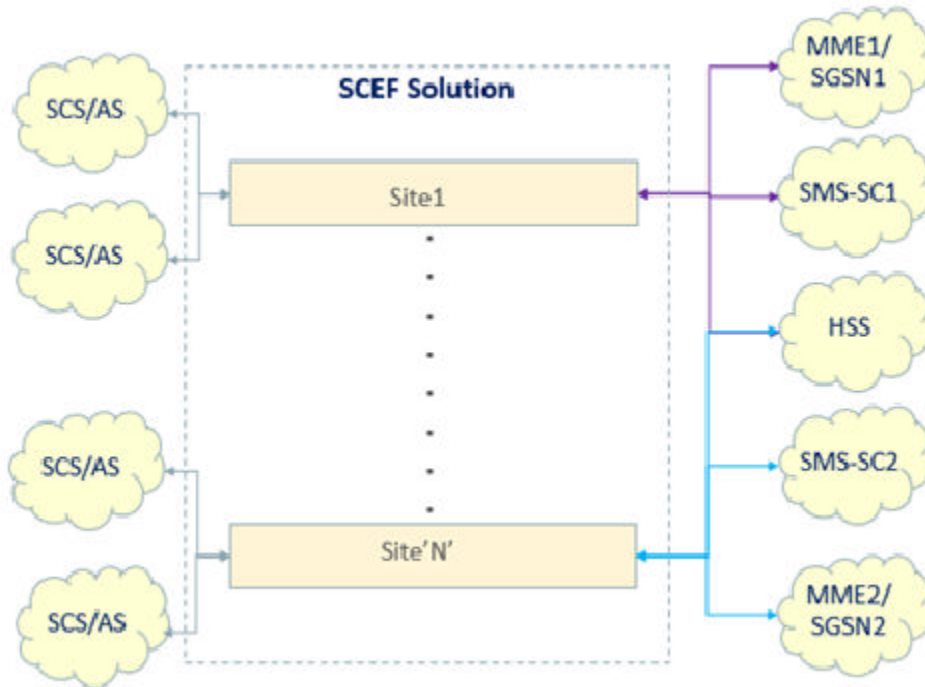 SCEF Solution
SCS/AS
SCS/AS
SCS/AS
SCS/AS
Site1
Site'N'
MME1/
SGSN1
SMS-SC1
HSS
SMS-SC2
MME2/
SGSN2